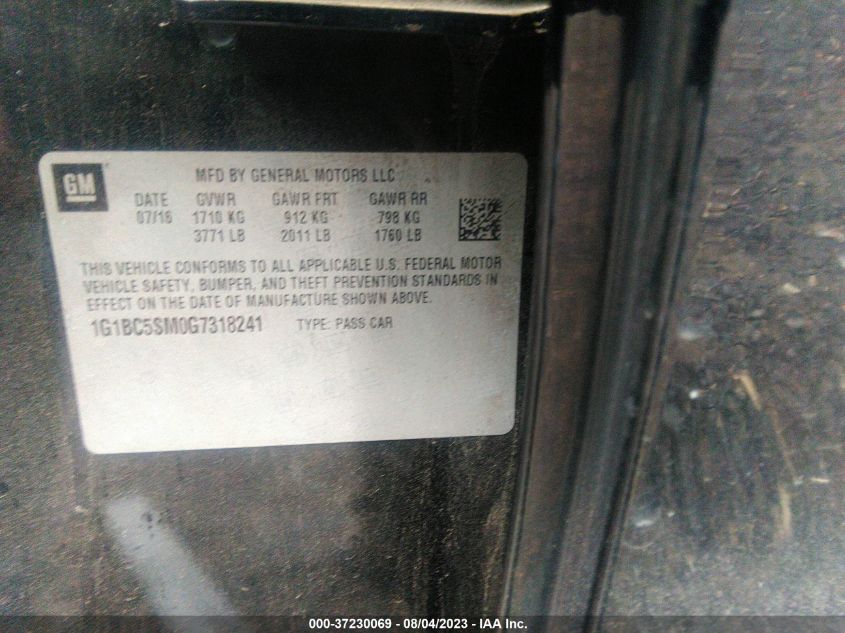 GM
MFD BY GENERAL MOTORS LLC
DATE GVWR GAWR FRT GAWR RR
07/16 1710 KG 912 KG 798 KG
3771 LB 2011 LB 1760 LB
THIS VEHICLE CONFORMS TO ALL APPLICABLE U.S. FEDERAL MOTOR
VEHICLE SAFETY, BUMPER, AND THEFT PREVENTION STANDARDS IN
EFFECT ON THE DATE OF MANUFACTURE SHOWN ABOVE.
1G1BC5SM0G7318241 TYPE: PASS CAR
000-37230069 - 08/04/2023 - IAA Inc.